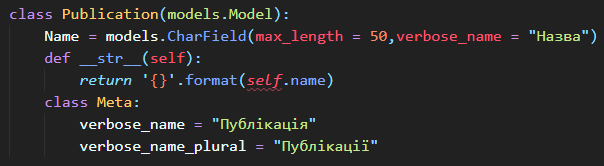 class Publication(models.Model):
    Name = models.CharField(max_length = 50,verbose_name = "Назва")
    def __str__(self):
        return '{}'.format(self.name)
    class Meta:
        verbose_name = "Публікація"
        verbose_name_plural = "Публікації"